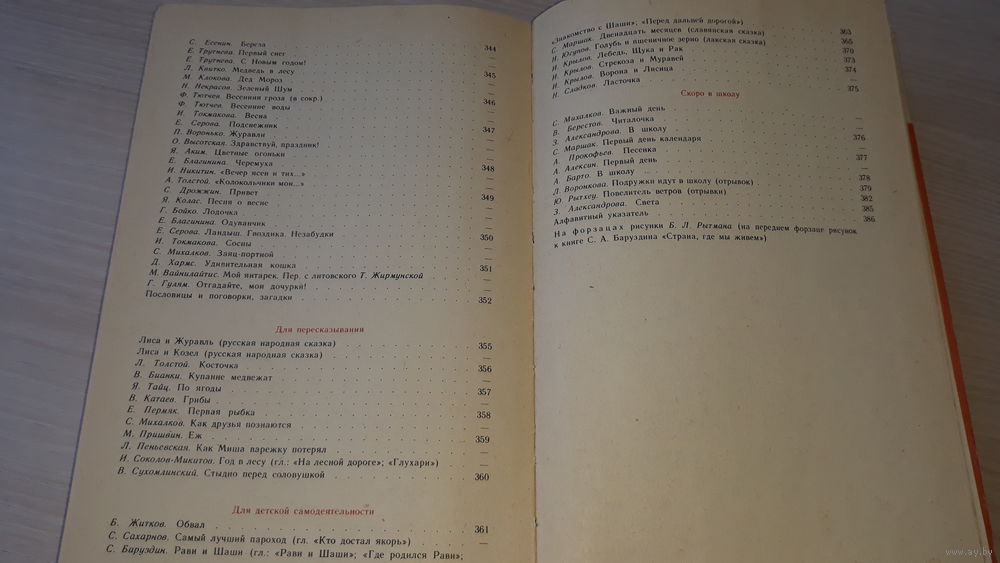 С. Есенин. Береза . . . 344
Е. Трутнева. Первый снег . . . —
Е. Трутнева. С Новым годом! . . . —
Л. Квитко. Медведь в лесу . . . 345
М. Клокова. Дед Мороз . . . —
Н. Некрасов. Зеленый Шум . . . —
Ф. Тютчев. Весенняя гроза (в сокр.) . . . 346
Ф. Тютчев. Весенние воды . . . —
И. Токмакова. Весна . . . —
Е. Серова. Подснежник . . . 347
П. Воронько. Журавли . . . —
О. Высотская. Здравствуй, праздник! . . . —
Я. Аким. Цветные огоньки . . . —
Е. Благинина. Черемуха . . . 348
И. Никитин. «Вечер ясен и тих...» . . . —
А. Толстой. «Колокольчики мои...» . . . —
С. Дрожжин. Привет . . . 349
Я. Колас. Песня о весне . . . —
Г. Бойко. Лодочка . . . —
Е. Благинина. Одуванчик . . . —
Е. Серова. Ландыш. Гвоздика. Незабудки . . . 350
И. Токмакова. Сосны . . . —
С. Михалков. Заяц-портной . . . —
Д. Хармс. Удивительная кошка . . . 351
М. Вайнилайтис. Мой янтарек. Пер. с литовского Т. Жирмунской . . . —
Г. Гулям. Отгадайте, мои дочурки! . . . —
Пословицы и поговорки, загадки . . . 352
Для пересказывания
Лиса и Журавль (русская народная сказка) . . . 355
Лиса и Козел (русская народная сказка) . . . —
Л. Толстой. Косточка . . . 356
В. Бианки. Купание медвежат . . . —
Я. Тайц. По ягоды . . . 357
В. Катаев. Грибы . . . —
Е. Пермяк. Первая рыбка . . . 358
С. Михалков. Как друзья познаются . . . —
М. Пришвин. Еж . . . 359
Л. Пеньевская. Как Миша варежку потерял . . . —
И. Соколов-Микитов. Год в лесу (гл.: «На лесной дороге»; «Глухари») . . . —
В. Сухомлинский. Стыдно перед соловушкой . . . 360
Для детской самодеятельности
Б. Житков. Обвал . . . 361
С. Сахарнов. Самый лучший пароход (гл. «Кто достал якорь») . . . —
С. Баруздин. Рави и Шаши (гл.: «Рави и Шаши»; «Где родился Рави»;
«Знакомство с Шаши»; «Перед дальней дорогой») . . . 363
С. Маршак. Двенадцать месяцев (славянская сказка) . . . 365
Н. Юсупов. Голубь и пшеничное зерно (лакская сказка) . . . 370
И. Крылов. Лебедь, Щука и Рак . . . 373
И. Крылов. Стрекоза и Муравей . . . 374
И. Крылов. Ворона и Лисица . . . —
Н. Сладков. Ласточка . . . 375
Скоро в школу
С. Михалков. Важный день . . . —
В. Берестов. Читалочка . . . —
З. Александрова. В школу . . . —
С. Маршак. Первый день календаря . . . 376
А. Прокофьев. Песенка . . . —
А. Алексин. Первый день . . . 377
А. Барто. В школу . . . —
Л. Воронкова. Подружки идут в школу (отрывок) . . . 378
Ю. Рытхеу. Повелитель ветров (отрывки) . . . 379
З. Александрова. Света . . . 382
Алфавитный указатель . . . 385
На форзацах рисунки Б. Л. Рытмана (на переднем форзаце рисунок . . . 386
к книге С. А. Баруздина «Страна, где мы живем»)
www.ay.by